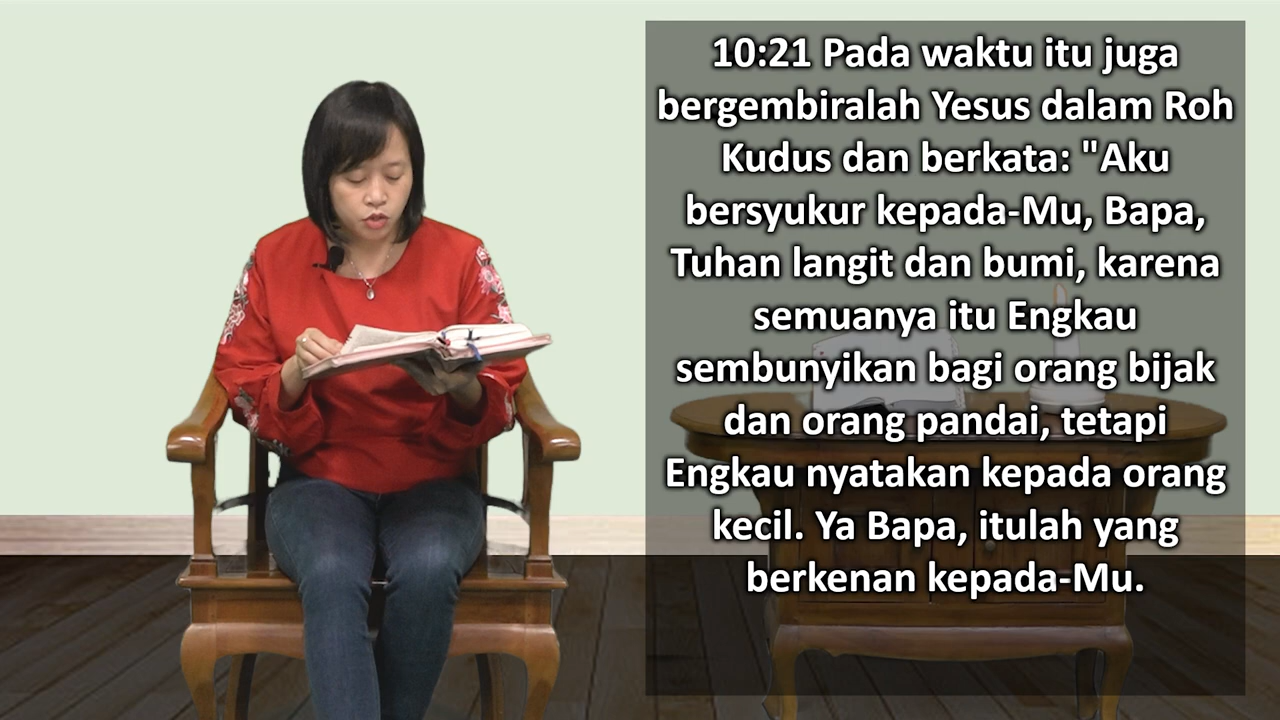 10:21 Pada waktu itu juga
bergembiralah Yesus dalam Roh
Kudus dan berkata: "Aku
bersyukur kepada-Mu, Bapa,
Tuhan langit dan bumi, karena
semuanya itu Engkau
sembunyikan bagi orang bijak
dan orang pandai, tetapi
Engkau nyatakan kepada orang
kecil. Ya Bapa, itulah yang
berkenan kepada-Mu.